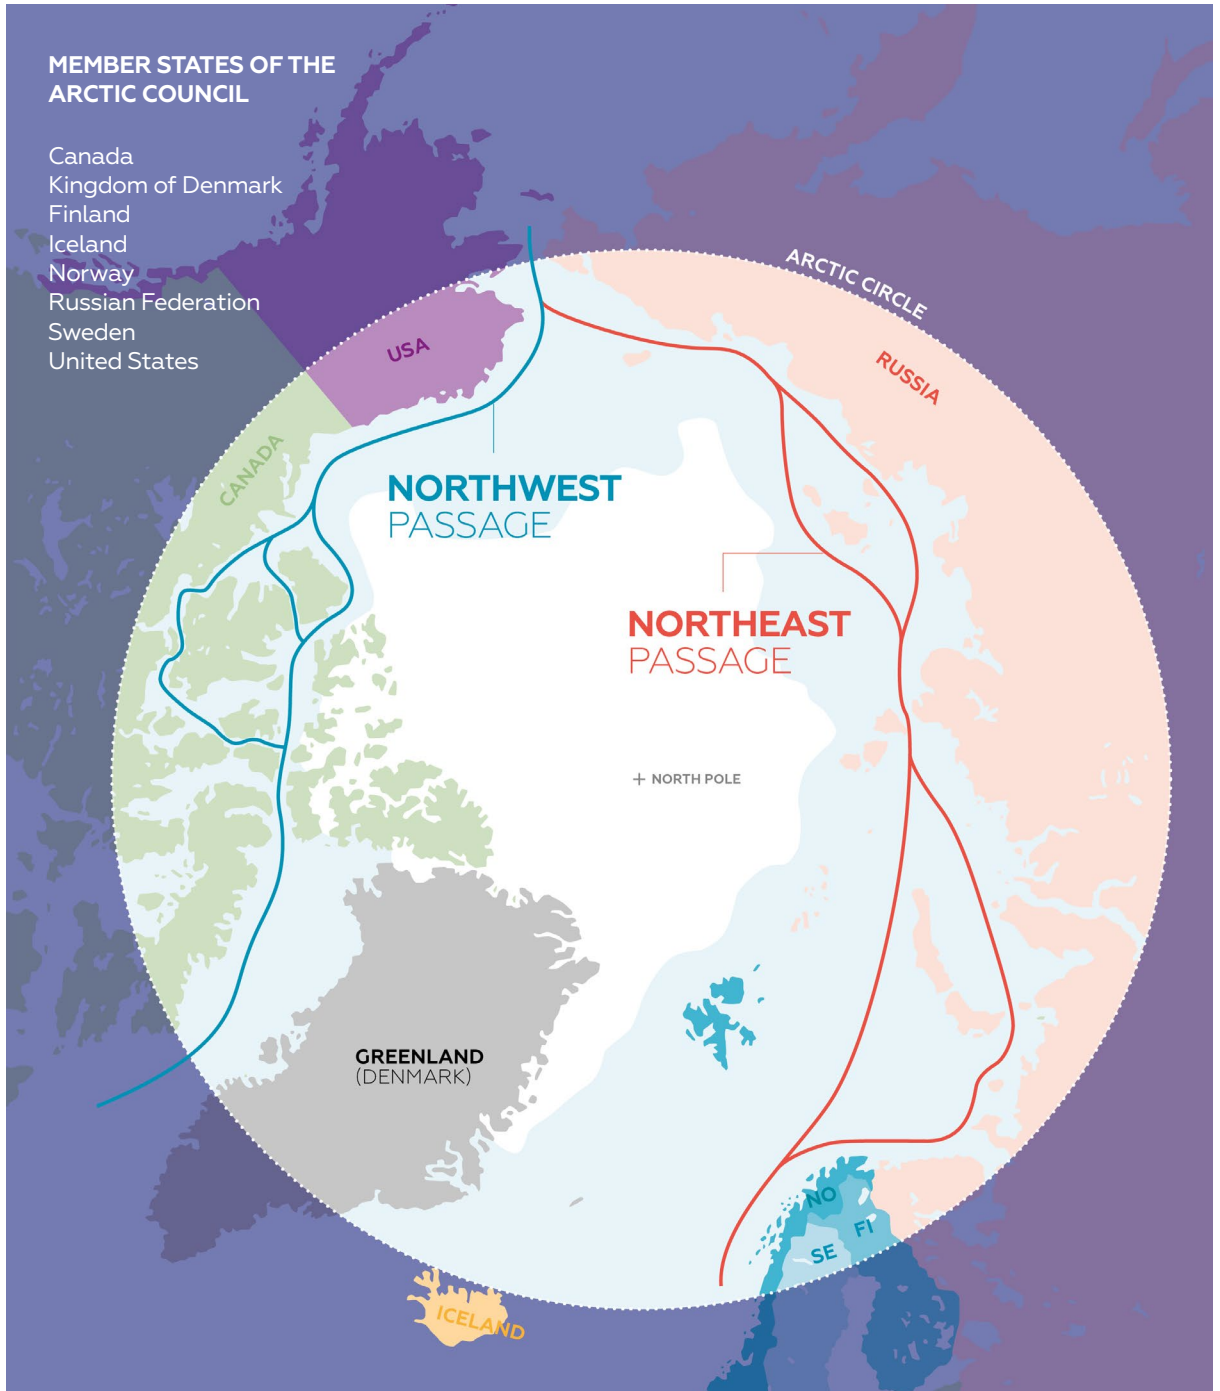 MEMBER STATES OF THE
ARCTIC COUNCIL
Canada
Kingdom of Denmark
Finland
Iceland
Norway
Russian Federation
Sweden
United States
ARCTIC CIRCLE
USA
RUSSIA
CANADA
NORTHWEST
PASSAGE
NORTHEAST
PASSAGE
+ NORTH POLE
GREENLAND
(DENMARK)
NO
FI
SE
ICELAND